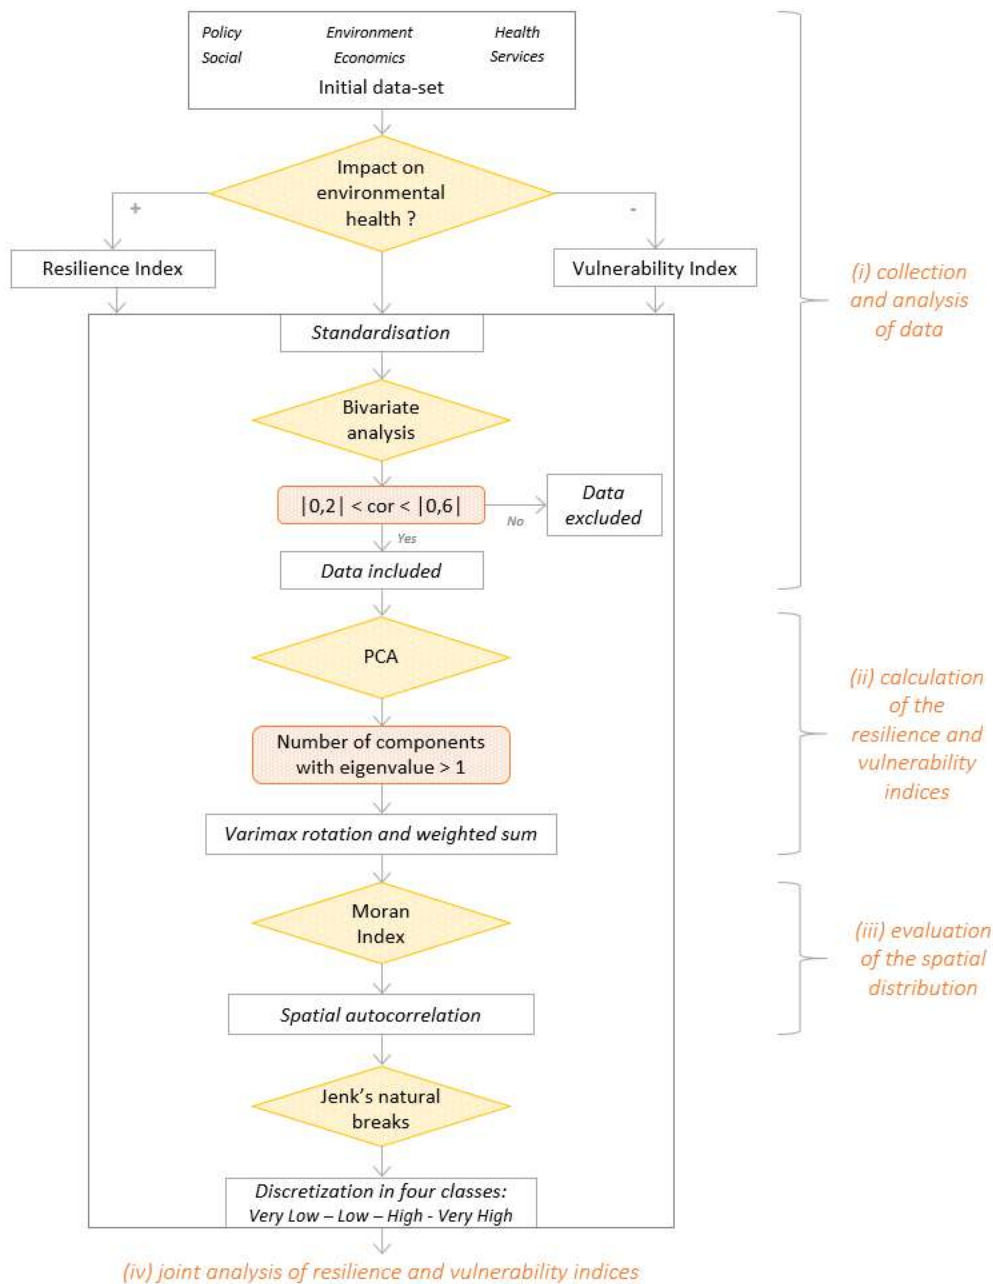 Policy Environment Health
Social Economics Services
Initial data-set
Impact on
environmental
health ?
+ -
Resilience Index Vulnerability Index
(i) collection
and analysis
of data
Standardisation
Bivariate
analysis
|0,2| < cor < |0,6|
No
Data
excluded
Yes
Data included
PCA
(ii) calculation
of the
resilience and
vulnerability
indices
Number of components
with eigenvalue > 1
Varimax rotation and weighted sum
Moran
Index
(iii) evaluation
of the spatial
distribution
Spatial autocorrelation
Jenk's natural
breaks
Discretization in four classes:
Very Low – Low – High - Very High
(iv) joint analysis of resilience and vulnerability indices